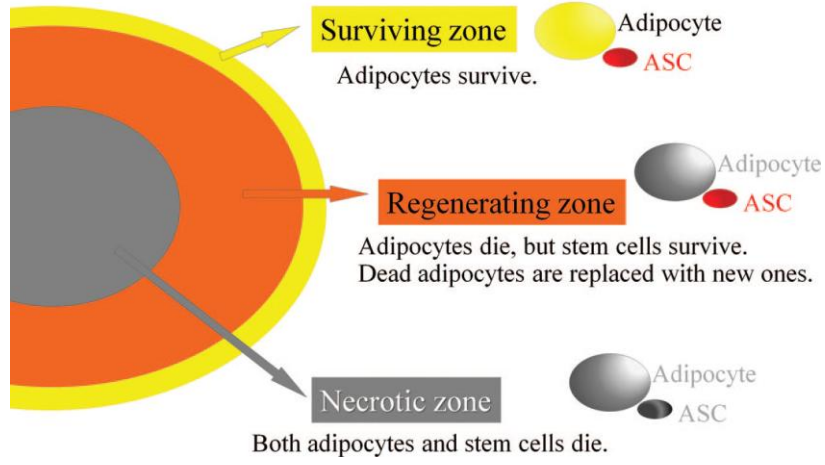 Surviving zone
Adipocyte
ASC
Adipocytes survive.
Regenerating zone
Adipocyte
ASC
Adipocytes die, but stem cells survive.
Dead adipocytes are replaced with new ones.
Necrotic zone
Adipocyte
ASC
Both adipocytes and stem cells die.